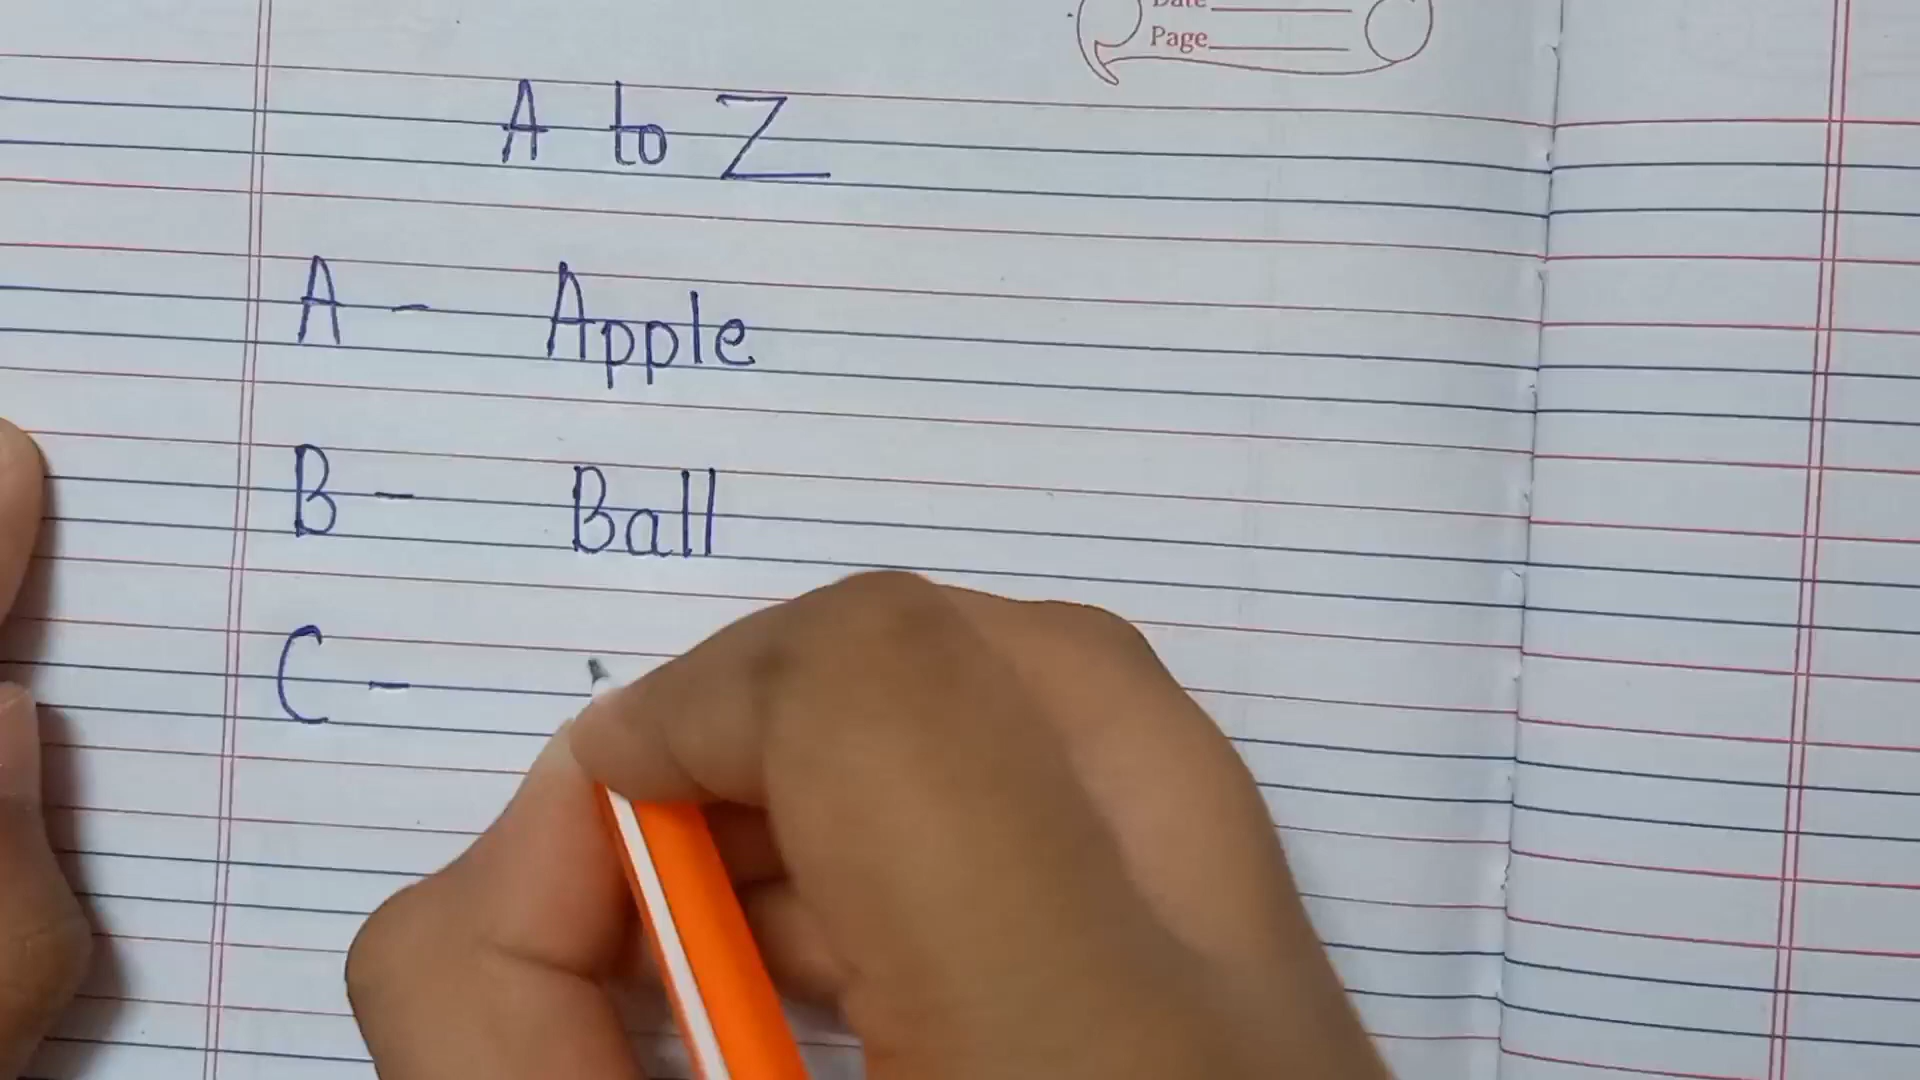 Date
Page
A to Z
A - Apple
B - Ball
C -